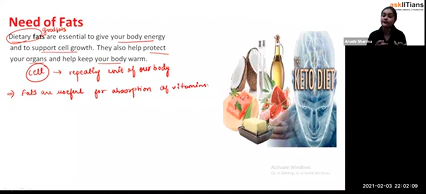 Need of Fats
Dietary fats are essential to give your body energy
and to support cell growth. They also help protect
your organs and help keep your body warm.
cell → repeatly unit of our body
→ Fats are useful for absorption of vitamins.
KETO DIET
askIITians
Activate Windows
2021-02-03 22:02:09